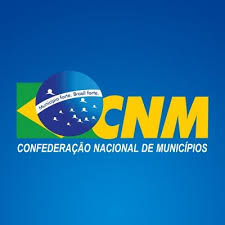 Município forte, Brasil forte.
CNM
CONFEDERAÇÃO NACIONAL DE MUNICÍPIOS